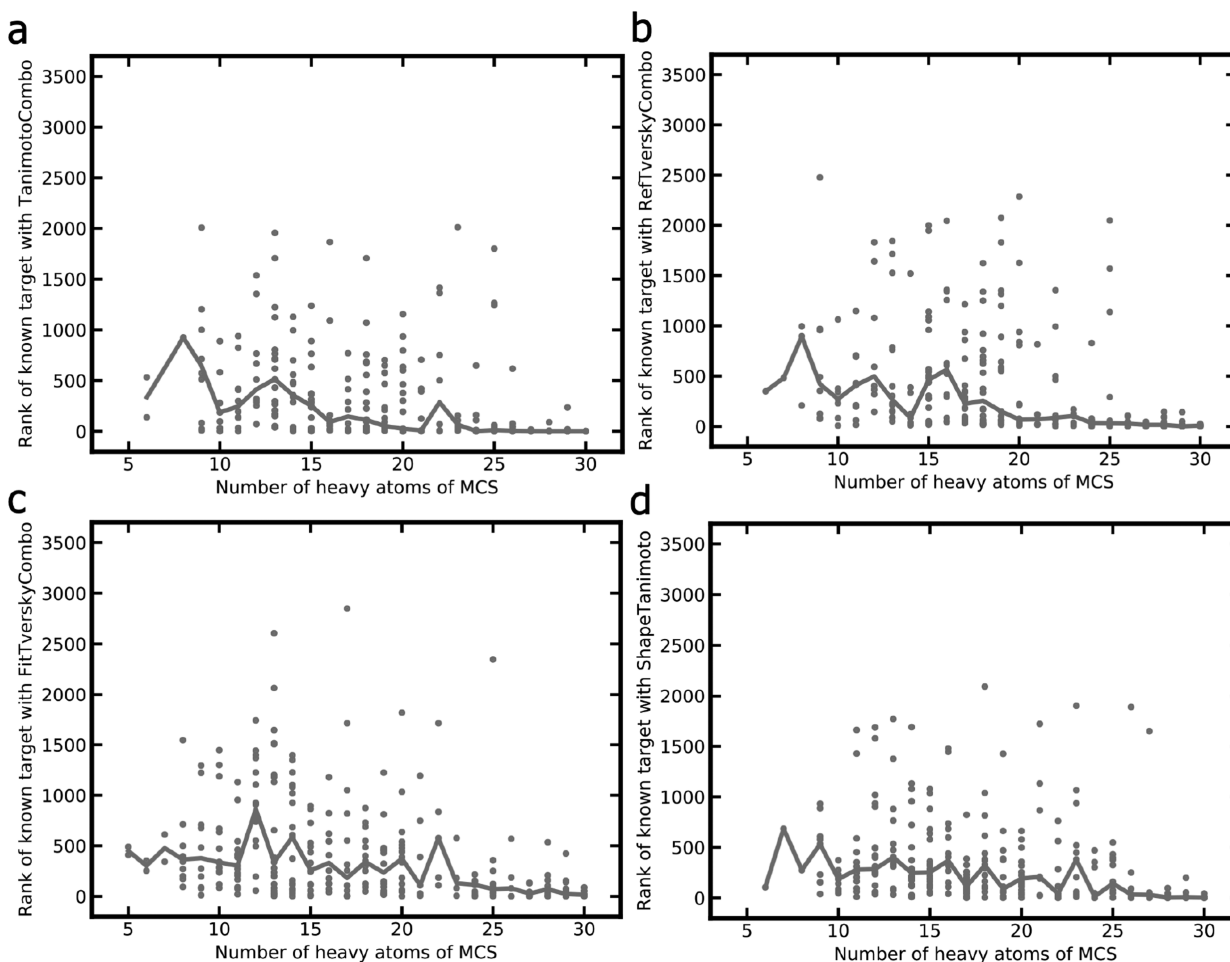 a
Rank of known target with TanimotoCombo
3500
3000
2500
2000
1500
1000
500
0
5 10 15 20 25 30
Number of heavy atoms of MCS
b
Rank of known target with RefTverskyCombo
3500
3000
2500
2000
1500
1000
500
0
5 10 15 20 25 30
Number of heavy atoms of MCS
c
Rank of known target with FitTverskyCombo
3500
3000
2500
2000
1500
1000
500
0
5 10 15 20 25 30
Number of heavy atoms of MCS
d
Rank of known target with ShapeTanimoto
3500
3000
2500
2000
1500
1000
500
0
5 10 15 20 25 30
Number of heavy atoms of MCS